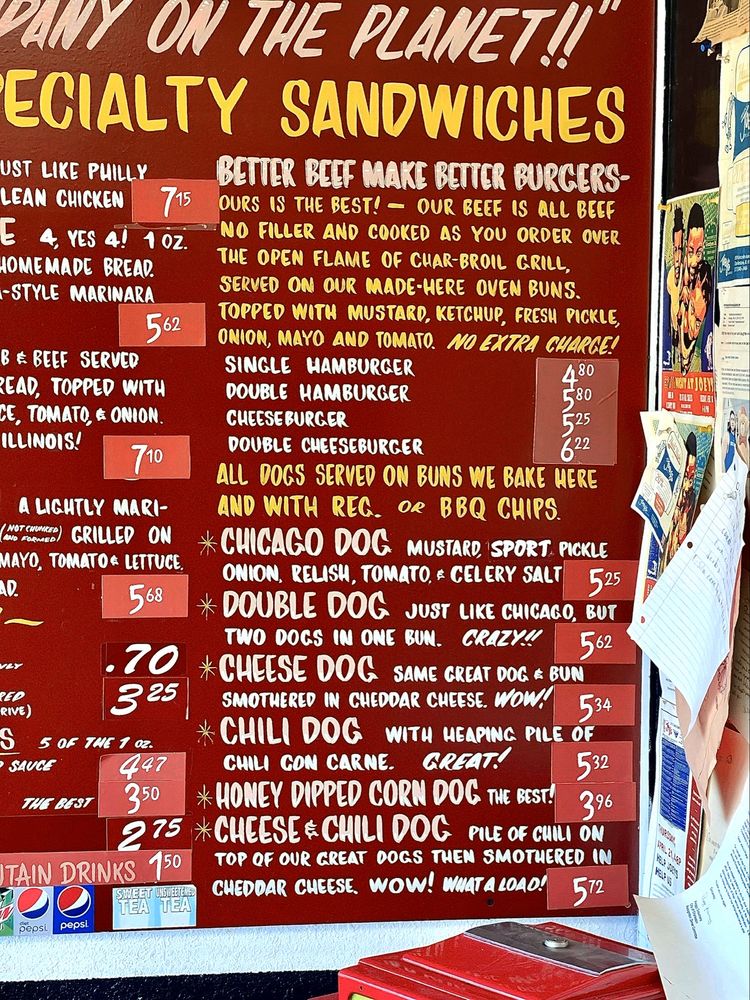 PANY ON THE PLANET!!"
PECIALTY SANDWICHES
UST LIKE PHILLY
LEAN CHICKEN 7.15
E 4, YES 4! 1 OZ.
HOMEMADE BREAD.
-STYLE MARINARA
5.62
B & BEEF SERVED
READ, TOPPED WITH
CE, TOMATO, & ONION.
ILLINOIS!
7.10
A LIGHTLY MARI-
(NOT CHUNKED AND FORMED) GRILLED ON
MAYO, TOMATO & LETTUCE,
AD.
5.68
.70
3.25
RIVE)
S 5 OF THE 1 OZ.
P SAUCE 4.47
THE BEST 3.50
2.75
NTAIN DRINKS 1.50
diet pepsi
pepsi
SWEET TEA
UNSWEETENED TEA
BETTER BEEF MAKE BETTER BURGERS-
OURS IS THE BEST! — OUR BEEF IS ALL BEEF
NO FILLER AND COOKED AS YOU ORDER OVER
THE OPEN FLAME OF CHAR-BROIL GRILL,
SERVED ON OUR MADE-HERE OVEN BUNS.
TOPPED WITH MUSTARD, KETCHUP, FRESH PICKLE,
ONION, MAYO AND TOMATO. NO EXTRA CHARGE!
SINGLE HAMBURGER 4.80
DOUBLE HAMBURGER 5.80
CHEESEBURGER 5.25
DOUBLE CHEESEBURGER 6.22
ALL DOGS SERVED ON BUNS WE BAKE HERE
AND WITH REG. OR BBQ CHIPS.
* CHICAGO DOG MUSTARD, SPORT PICKLE
ONION, RELISH, TOMATO, & CELERY SALT 5.25
* DOUBLE DOG JUST LIKE CHICAGO, BUT
TWO DOGS IN ONE BUN. CRAZY!! 5.62
* CHEESE DOG SAME GREAT DOG & BUN
SMOTHERED IN CHEDDAR CHEESE. WOW! 5.34
* CHILI DOG WITH HEAPING PILE OF
CHILI CON CARNE. GREAT! 5.32
* HONEY DIPPED CORN DOG THE BEST! 3.96
* CHEESE & CHILI DOG PILE OF CHILI ON
TOP OF OUR GREAT DOGS THEN SMOTHERED IN
CHEDDAR CHEESE. WOW! WHAT A LOAD! 5.72